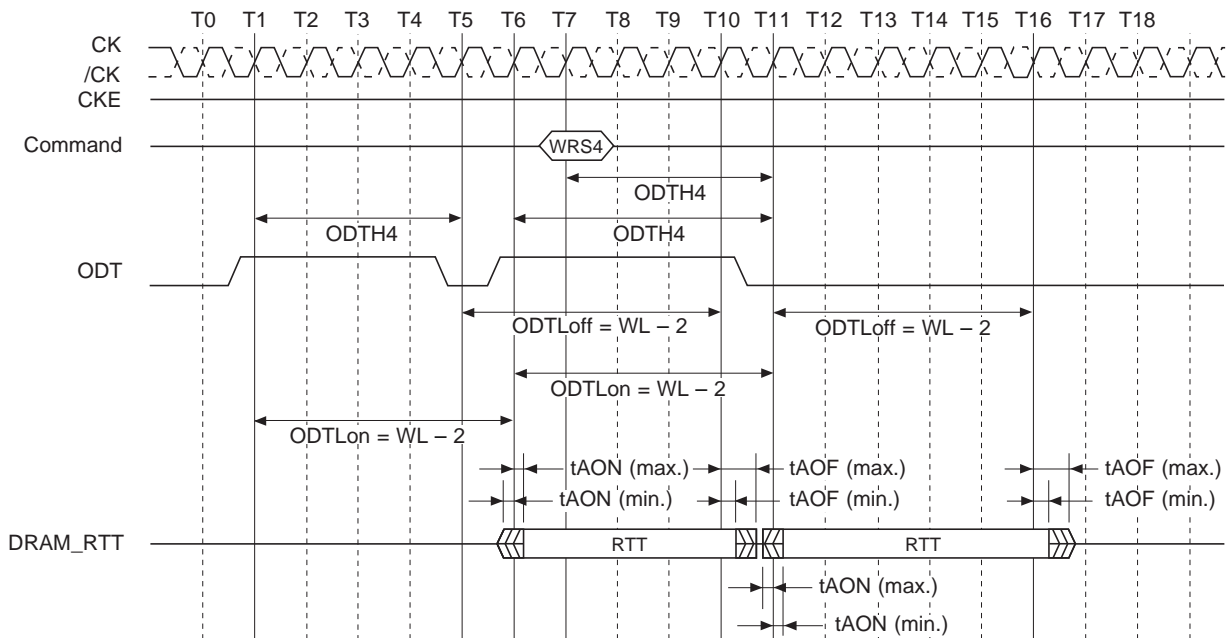 T0 T1 T2 T3 T4 T5 T6 T7 T8 T9 T10 T11 T12 T13 T14 T15 T16 T17 T18
CK
/CK
CKE
Command
WRS4
ODTH4
ODTH4
ODTH4
ODT
ODTLoff = WL – 2
ODTLoff = WL – 2
ODTLon = WL – 2
ODTLon = WL – 2
tAON (max.) tAOF (max.) tAOF (max.)
tAON (min.) tAOF (min.) tAOF (min.)
DRAM_RTT RTT RTT
tAON (max.)
tAON (min.)